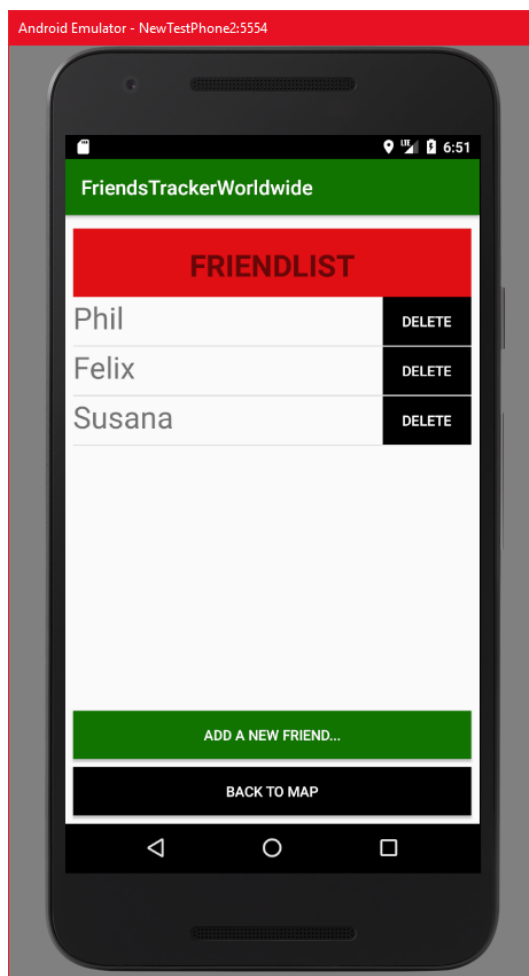 Android Emulator - NewTestPhone2:5554
LTE 6:51
FriendsTrackerWorldwide
FRIENDLIST
Phil DELETE
Felix DELETE
Susana DELETE
ADD A NEW FRIEND...
BACK TO MAP